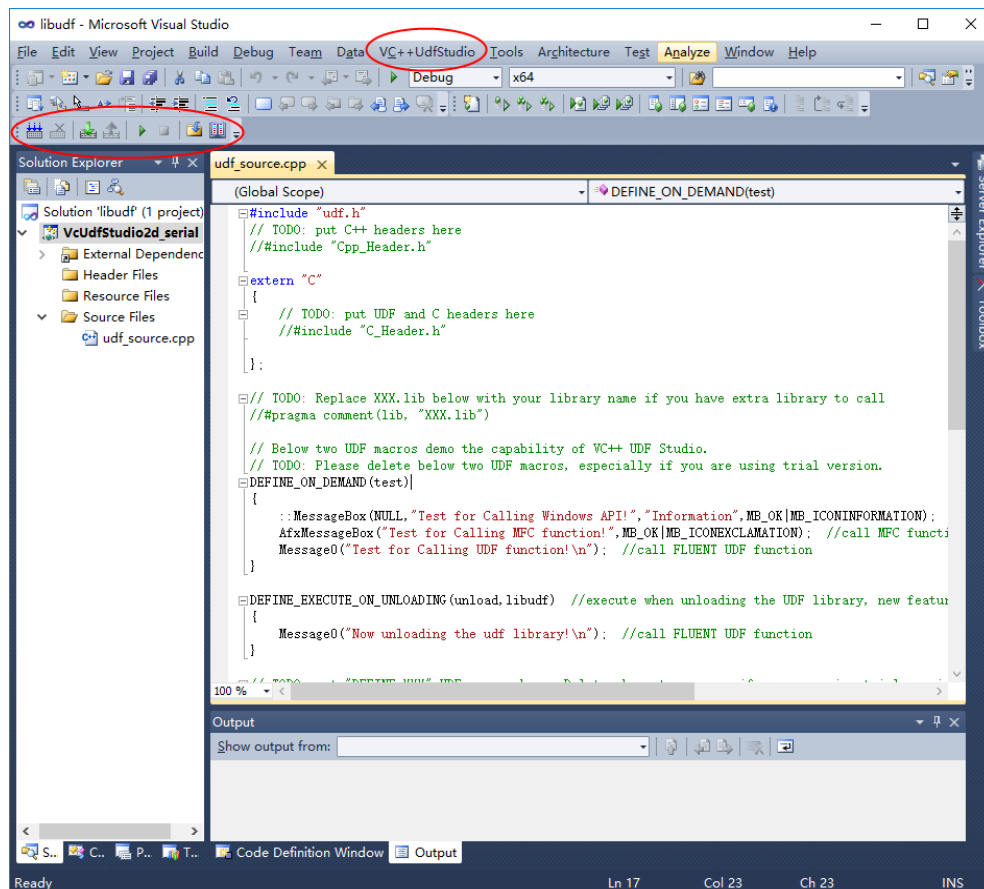 libudf - Microsoft Visual Studio
File Edit View Project Build Debug Team Data VC++UdfStudio Tools Architecture Test Analyze Window Help
Debug x64
Solution Explorer
udf_source.cpp
(Global Scope) DEFINE_ON_DEMAND(test)
Solution 'libudf' (1 project)
VcUdfStudio2d_serial
External Dependenc
Header Files
Resource Files
Source Files
udf_source.cpp
#include "udf.h"
// TODO: put C++ headers here
//#include "Cpp_Header.h"
extern "C"
{
// TODO: put UDF and C headers here
//#include "C_Header.h"
};
// TODO: Replace XXX.lib below with your library name if you have extra library to call
//#pragma comment(lib, "XXX.lib")
// Below two UDF macros demo the capability of VC++ UDF Studio.
// TODO: Please delete below two UDF macros, especially if you are using trial version.
DEFINE_ON_DEMAND(test)
{
::MessageBox(NULL,"Test for Calling Windows API!","Information",MB_OK|MB_ICONINFORMATION);
AfxMessageBox("Test for Calling MFC function!",MB_OK|MB_ICONEXCLAMATION); //call MFC functi
Message0("Test for Calling UDF function!\n"); //call FLUENT UDF function
}
DEFINE_EXECUTE_ON_UNLOADING(unload,libudf) //execute when unloading the UDF library, new featur
{
Message0("Now unloading the udf library!\n"); //call FLUENT UDF function
}
100 %
Server Explorer
Toolbox
Output
Show output from:
S... C... P... T... Code Definition Window Output
Ready Ln 17 Col 23 Ch 23 INS